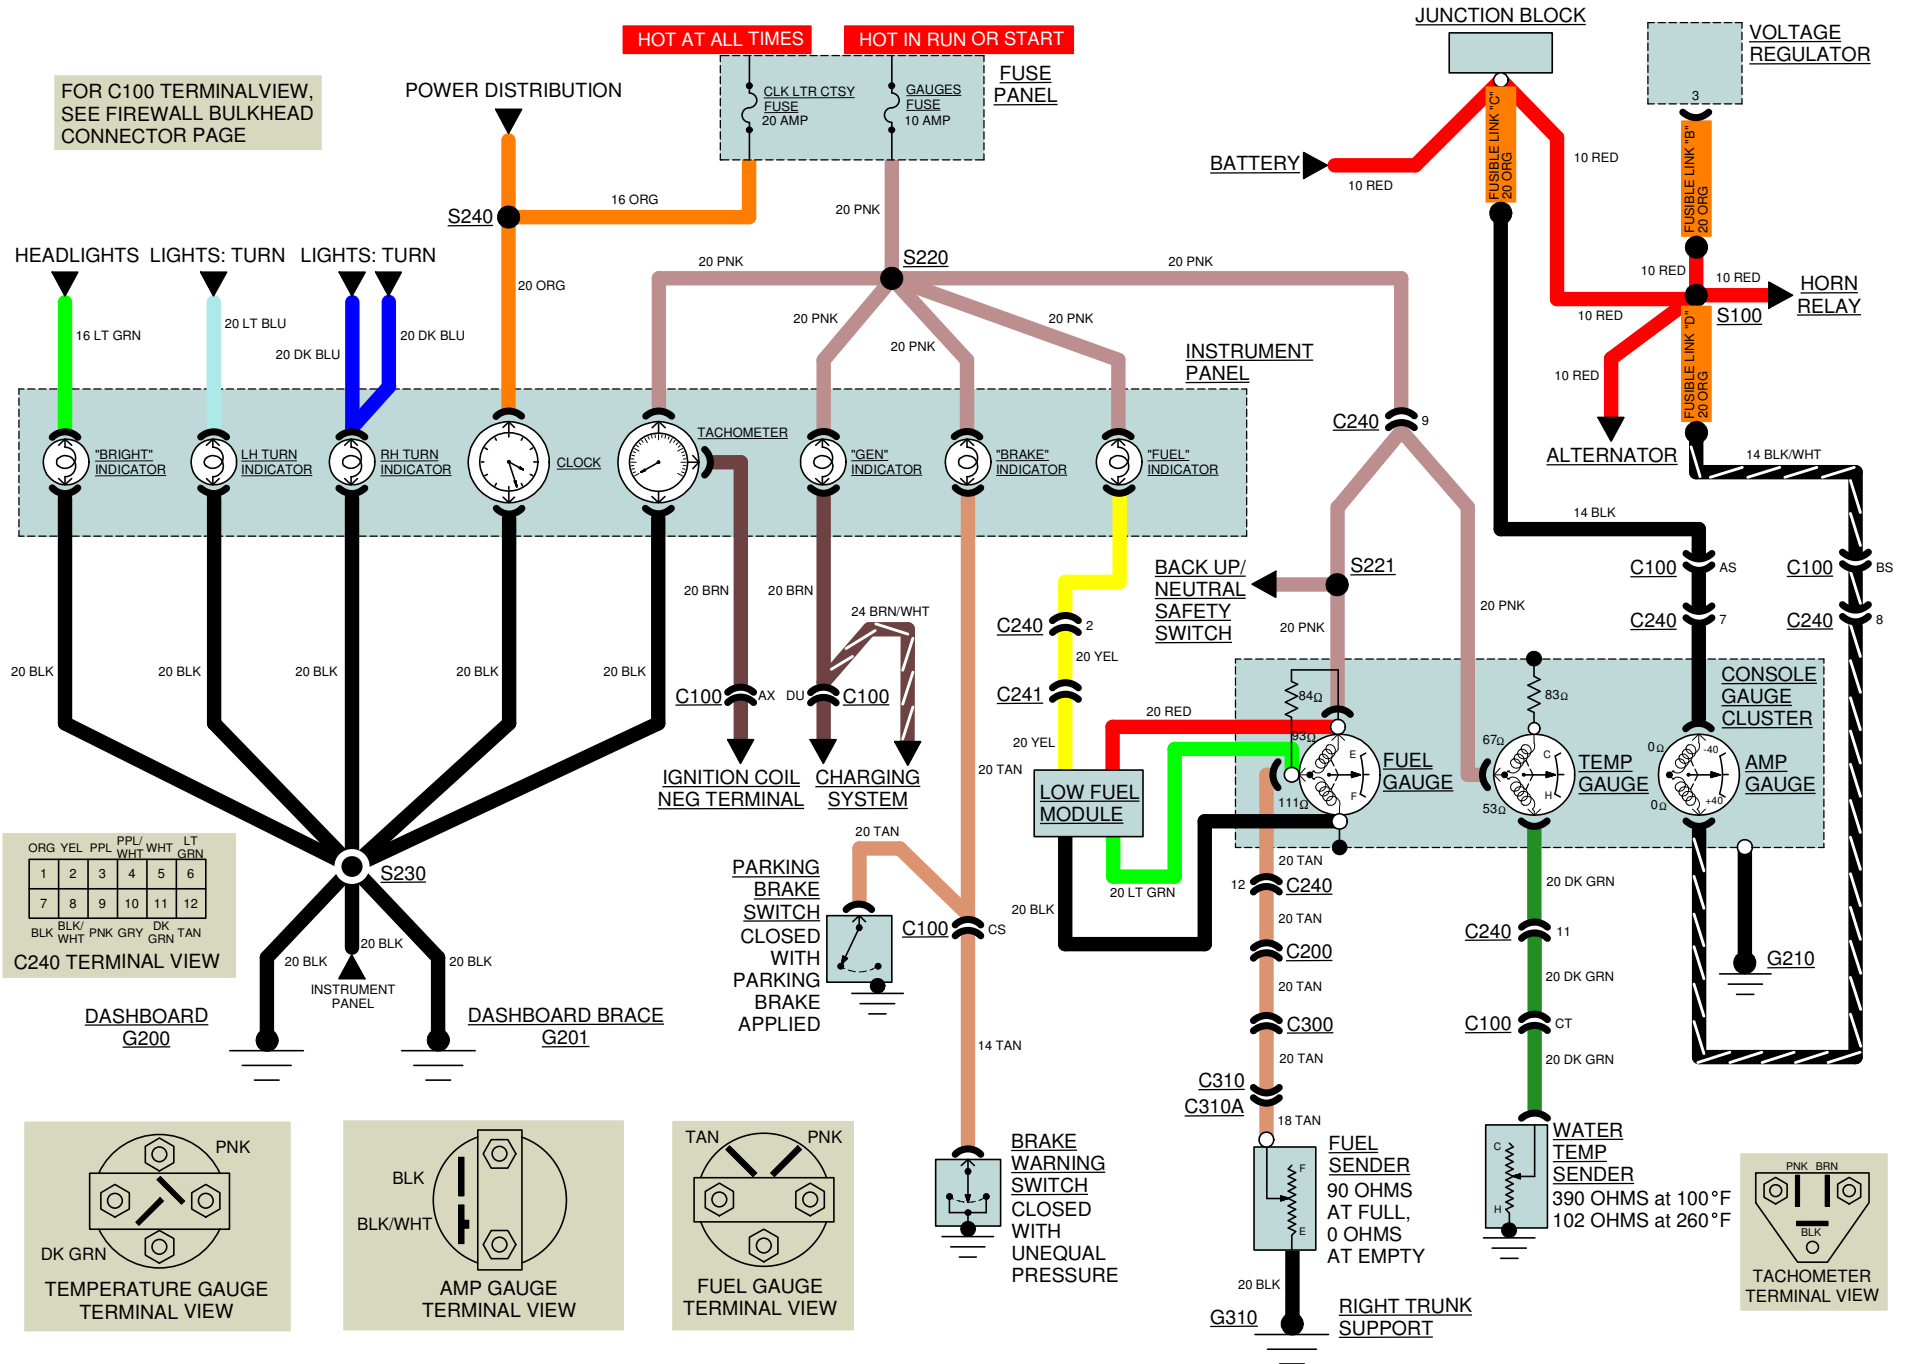 HOT AT ALL TIMES
HOT IN RUN OR START
JUNCTION BLOCK
VOLTAGE
REGULATOR
3
FOR C100 TERMINALVIEW,
SEE FIREWALL BULKHEAD
CONNECTOR PAGE
POWER DISTRIBUTION
CLK LTR CTSY
FUSE
20 AMP
GAUGES
FUSE
10 AMP
FUSE
PANEL
BATTERY
10 RED
FUSIBLE LINK "C"
20 ORG
10 RED
FUSIBLE LINK "B"
20 ORG
16 ORG
20 PNK
S240
S220
HEADLIGHTS
LIGHTS: TURN
LIGHTS: TURN
20 ORG
20 PNK
20 PNK
10 RED
10 RED
HORN
RELAY
10 RED
S100
16 LT GRN
20 LT BLU
20 DK BLU
20 DK BLU
20 PNK
20 PNK
20 PNK
INSTRUMENT
PANEL
10 RED
FUSIBLE LINK "D"
20 ORG
ALTERNATOR
14 BLK/WHT
"BRIGHT"
INDICATOR
LH TURN
INDICATOR
RH TURN
INDICATOR
CLOCK
TACHOMETER
"GEN"
INDICATOR
"BRAKE"
INDICATOR
"FUEL"
INDICATOR
C240
9
14 BLK
C100
AS
C100
BS
C240
7
C240
8
BACK UP/
NEUTRAL
SAFETY
SWITCH
S221
20 PNK
20 PNK
20 BRN
20 BRN
24 BRN/WHT
C240
2
20 YEL
C241
20 YEL
20 BLK
20 BLK
20 BLK
20 BLK
20 BLK
C100
AX
DU
C100
IGNITION COIL
NEG TERMINAL
CHARGING
SYSTEM
20 TAN
LOW FUEL
MODULE
20 RED
20 LT GRN
20 BLK
84Ω
93Ω
111Ω
E
F
FUEL
GAUGE
83Ω
67Ω
53Ω
C
H
TEMP
GAUGE
CONSOLE
GAUGE
CLUSTER
0Ω
0Ω
-40
+40
AMP
GAUGE
ORG YEL PPL PPL/WHT WHT LT GRN
1 2 3 4 5 6
7 8 9 10 11 12
BLK BLK/WHT PNK GRY DK GRN TAN
C240 TERMINAL VIEW
S230
20 BLK
20 BLK
20 BLK
INSTRUMENT
PANEL
DASHBOARD
G200
DASHBOARD BRACE
G201
20 TAN
PARKING
BRAKE
SWITCH
CLOSED
WITH
PARKING
BRAKE
APPLIED
C100
CS
14 TAN
20 TAN
12
C240
20 TAN
C200
20 TAN
C300
20 TAN
C310
C310A
18 TAN
20 DK GRN
C240
11
20 DK GRN
C100
CT
20 DK GRN
G210
PNK
DK GRN
TEMPERATURE GAUGE
TERMINAL VIEW
BLK
BLK/WHT
AMP GAUGE
TERMINAL VIEW
TAN
PNK
FUEL GAUGE
TERMINAL VIEW
BRAKE
WARNING
SWITCH
CLOSED
WITH
UNEQUAL
PRESSURE
F
E
FUEL
SENDER
90 OHMS
AT FULL,
0 OHMS
AT EMPTY
20 BLK
G310
RIGHT TRUNK
SUPPORT
C
H
WATER
TEMP
SENDER
390 OHMS at 100°F
102 OHMS at 260°F
PNK BRN
BLK
TACHOMETER
TERMINAL VIEW